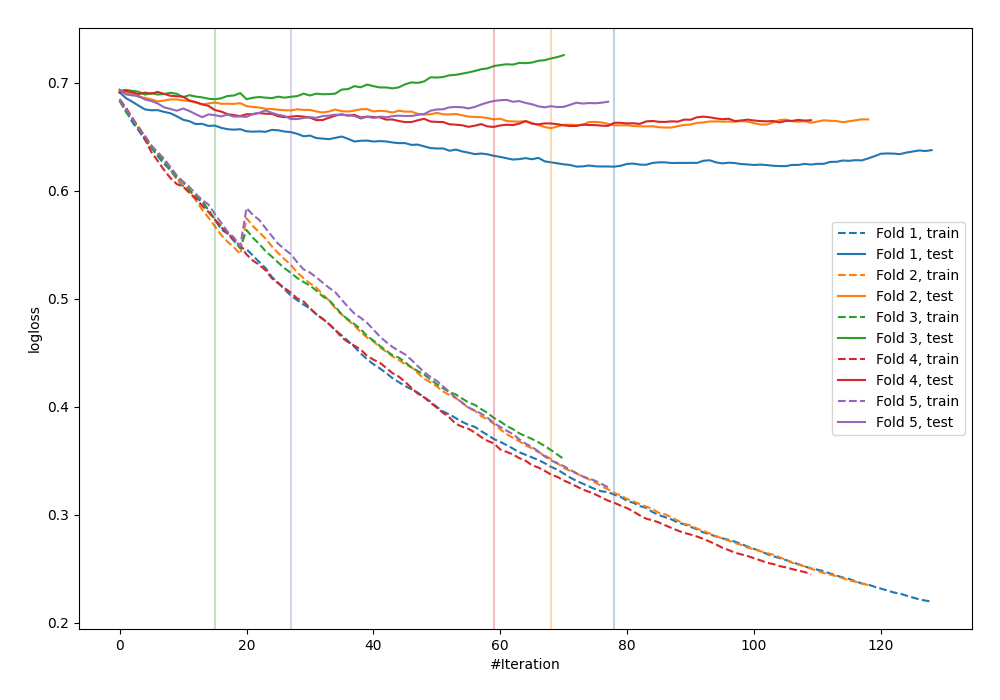 0.7
0.6
0.5
0.4
0.3
0.2
logloss
0
20
40
60
80
100
120
#Iteration
Fold 1, train
Fold 1, test
Fold 2, train
Fold 2, test
Fold 3, train
Fold 3, test
Fold 4, train
Fold 4, test
Fold 5, train
Fold 5, test